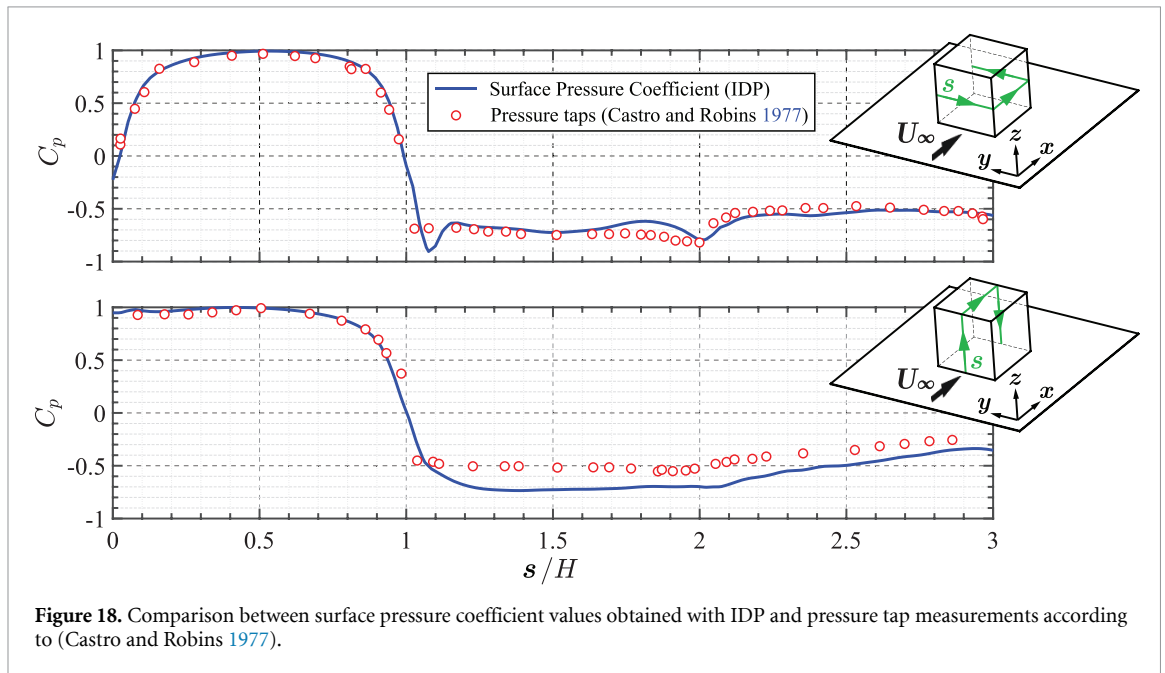 1
0.5
0
-0.5
-1
C_p
Surface Pressure Coefficient (IDP)
Pressure taps (Castro and Robins 1977)
s
U∞
z
y
x
1
0.5
0
-0.5
-1
C_p
s
U∞
z
y
x
0 0.5 1 1.5 2 2.5 3
s/H
Figure 18. Comparison between surface pressure coefficient values obtained with IDP and pressure tap measurements according
to (Castro and Robins 1977).